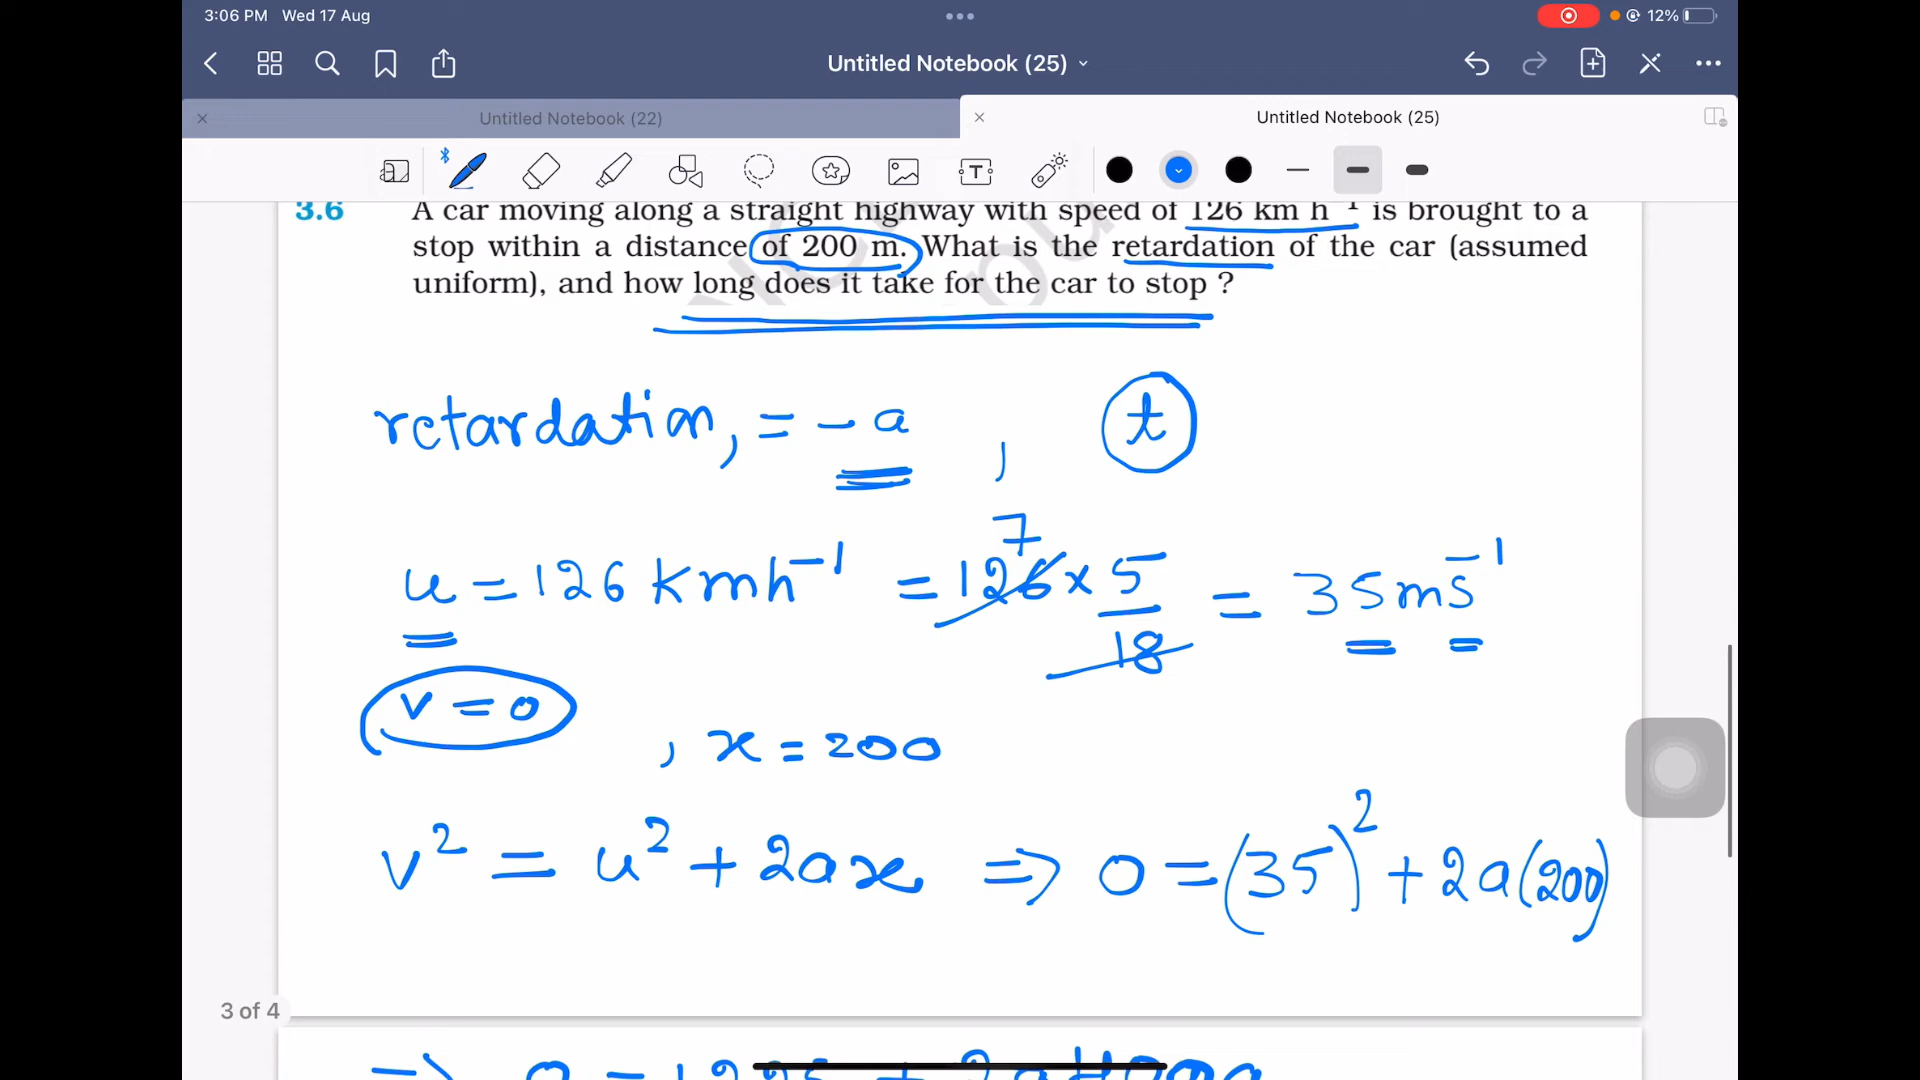 3:06 PM Wed 17 Aug 12%
Untitled Notebook (25)
Untitled Notebook (22) Untitled Notebook (25)
T
3.6 A car moving along a straight highway with speed of 126 km h⁻¹ is brought to a
stop within a distance of 200 m. What is the retardation of the car (assumed
uniform), and how long does it take for the car to stop ?
retardation, = -a , t
7
u = 126 Kmh⁻¹ = 126 x 5/18 = 35 ms⁻¹
v = 0
, x = 200
v² = u² + 2ax => 0 = (35)² + 2a(200)
3 of 4